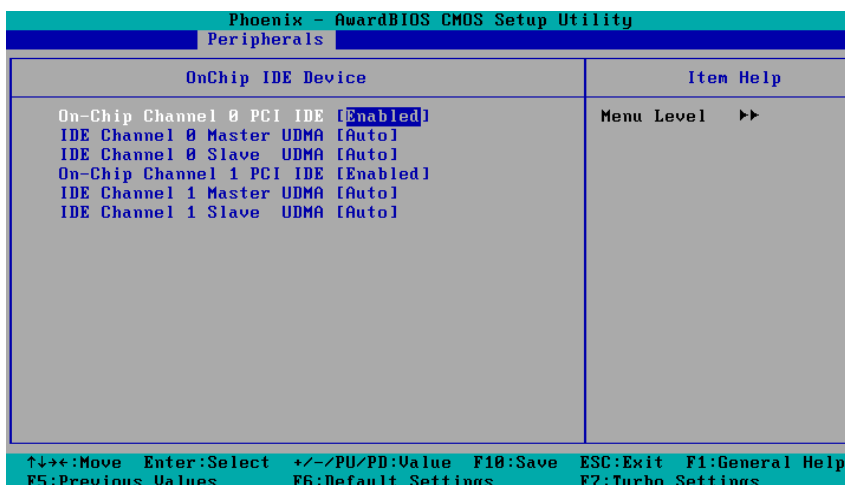 Phoenix - AwardBIOS CMOS Setup Utility
Peripherals
OnChip IDE Device
Item Help
On-Chip Channel 0 PCI IDE [Enabled]
Menu Level ▸▸
IDE Channel 0 Master UDMA [Auto]
IDE Channel 0 Slave UDMA [Auto]
On-Chip Channel 1 PCI IDE [Enabled]
IDE Channel 1 Master UDMA [Auto]
IDE Channel 1 Slave UDMA [Auto]
↑↓→←:Move Enter:Select +/-/PU/PD:Value F10:Save ESC:Exit F1:General Help
F5:Previous Values F6:Default Settings F7:Turbo Settings